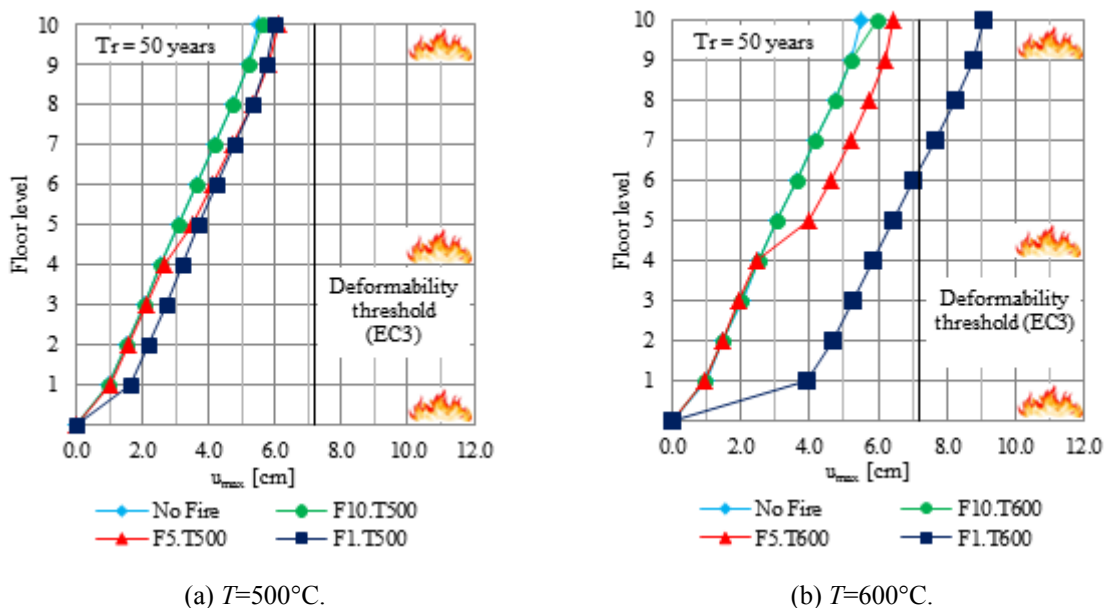 10
9
8
7
6
5
4
3
2
1
Floor level
Tr = 50 years
Deformability
threshold
(EC3)
0.0 2.0 4.0 6.0 8.0 10.0 12.0
umax [cm]
No Fire
F10.T500
F5.T500
F1.T500
(a) T=500°C.
10
9
8
7
6
5
4
3
2
1
Floor level
Tr = 50 years
Deformability
threshold (EC3)
0.0 2.0 4.0 6.0 8.0 10.0 12.0
umax [cm]
No Fire
F10.T600
F5.T600
F1.T600
(b) T=600°C.